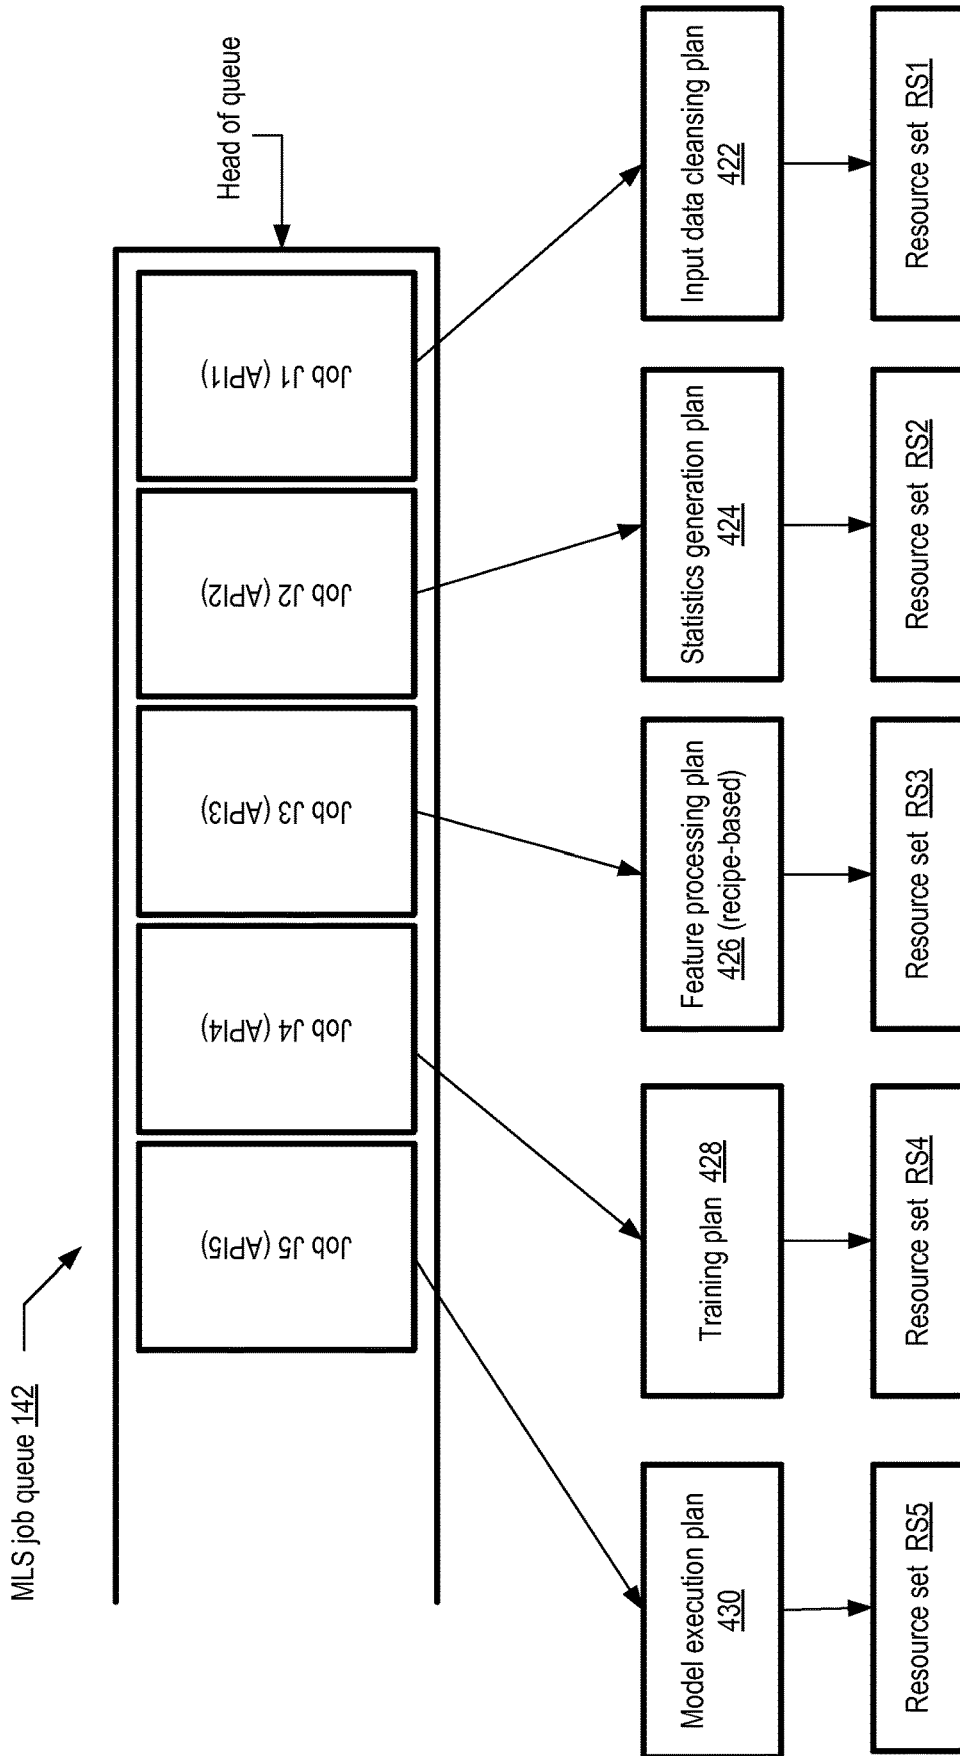 MLS job queue 142
Head of queue
Job J5 (API5)
Job J4 (API4)
Job J3 (API3)
Job J2 (API2)
Job J1 (API1)
Model execution plan
430
Training plan 428
Feature processing plan
426 (recipe-based)
Statistics generation plan
424
Input data cleansing plan
422
Resource set RS5
Resource set RS4
Resource set RS3
Resource set RS2
Resource set RS1